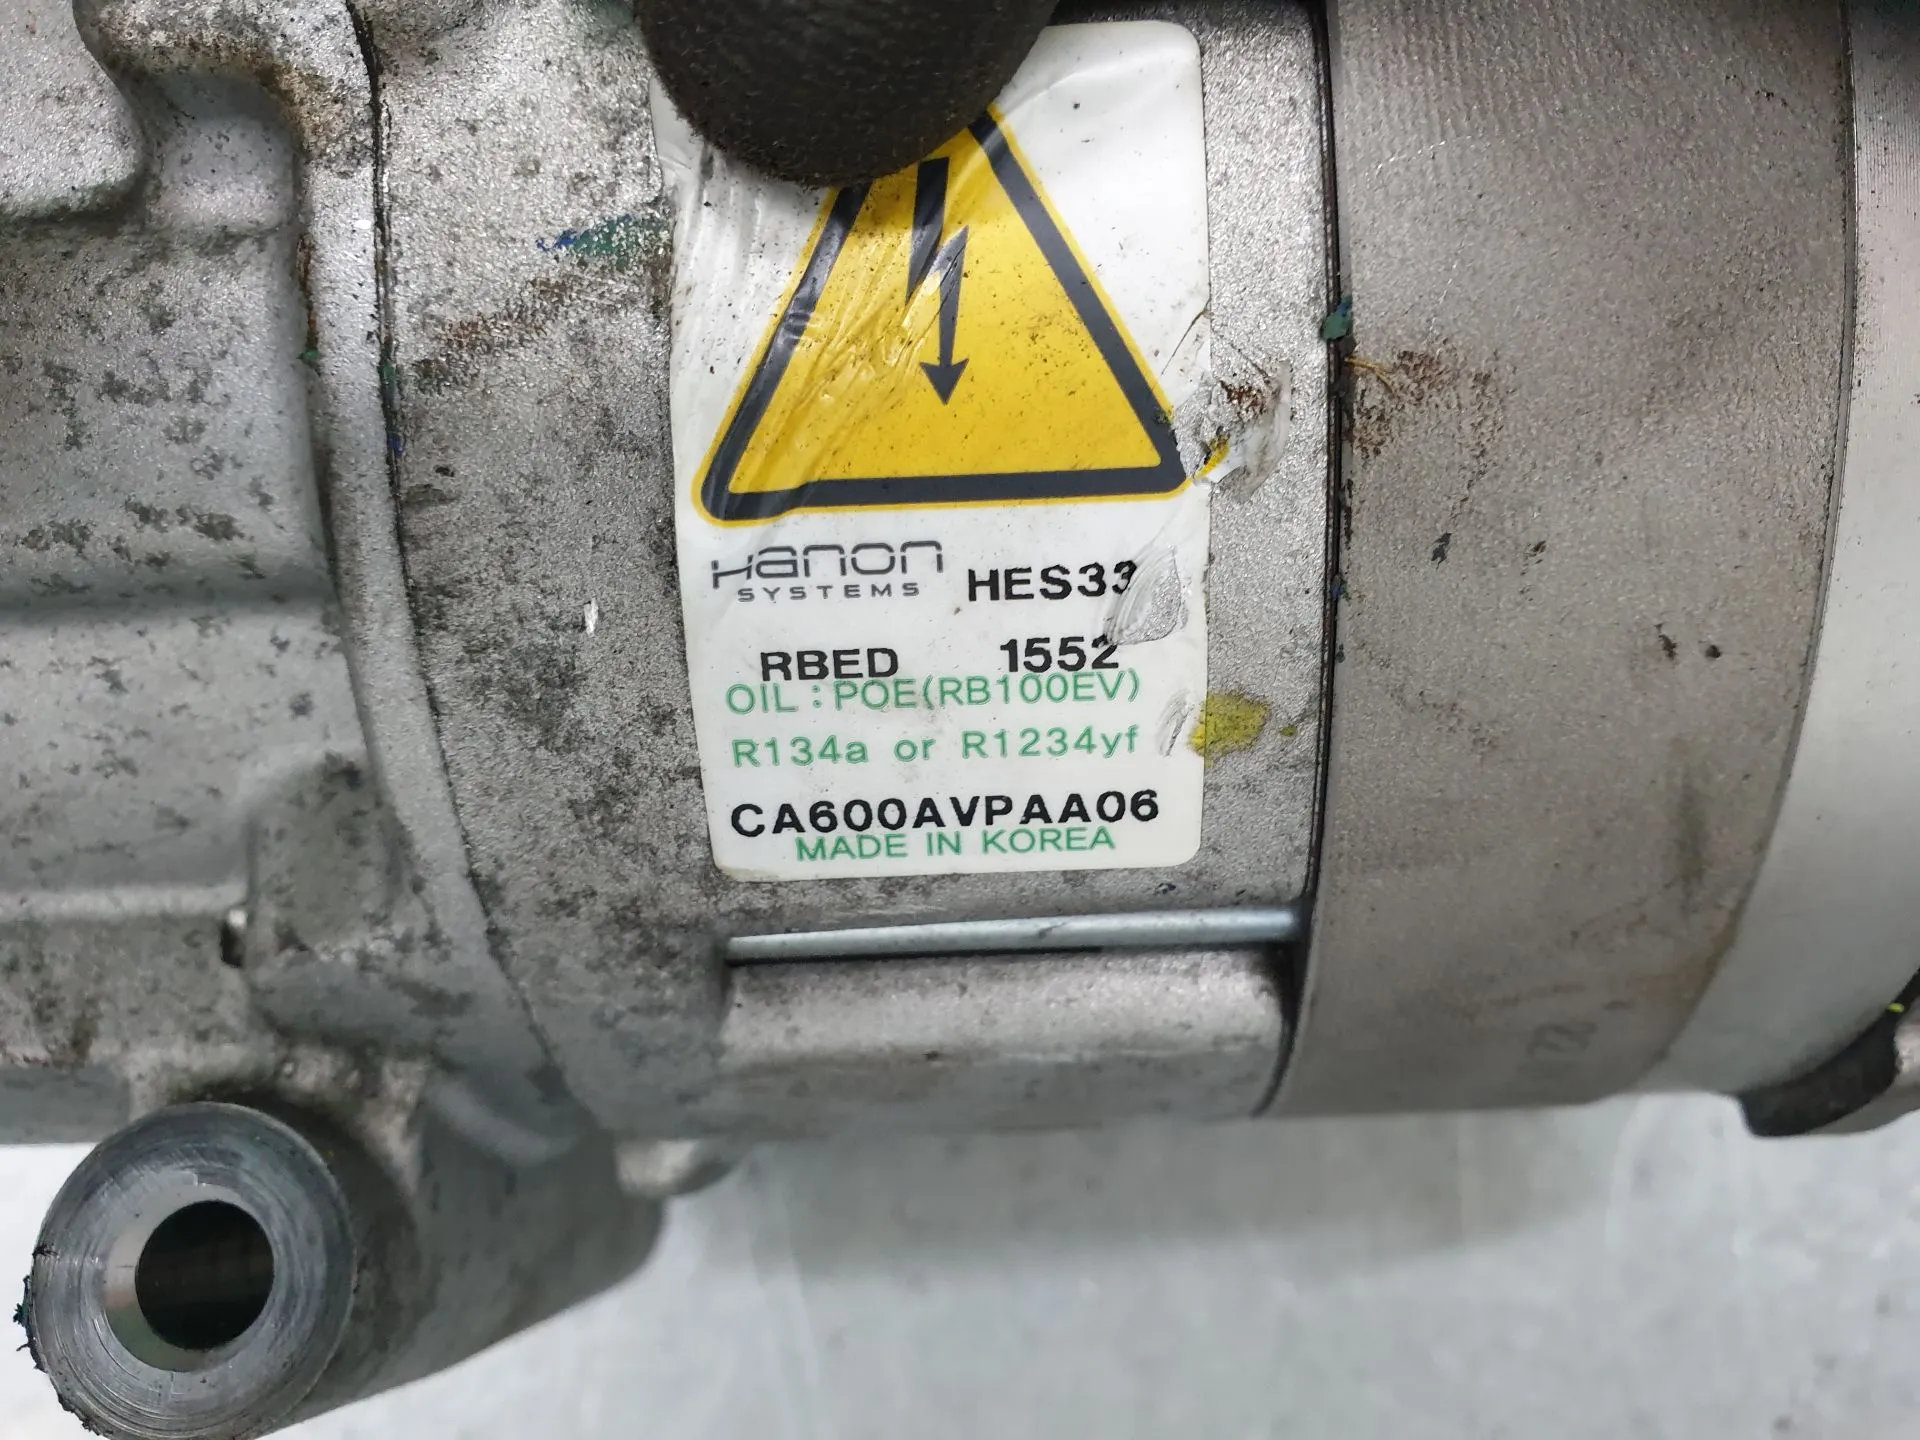 Hanon SYSTEMS HES33
RBED 1552
OIL : POE(RB100EV)
R134a or R1234yf
CA600AVPAA06
MADE IN KOREA